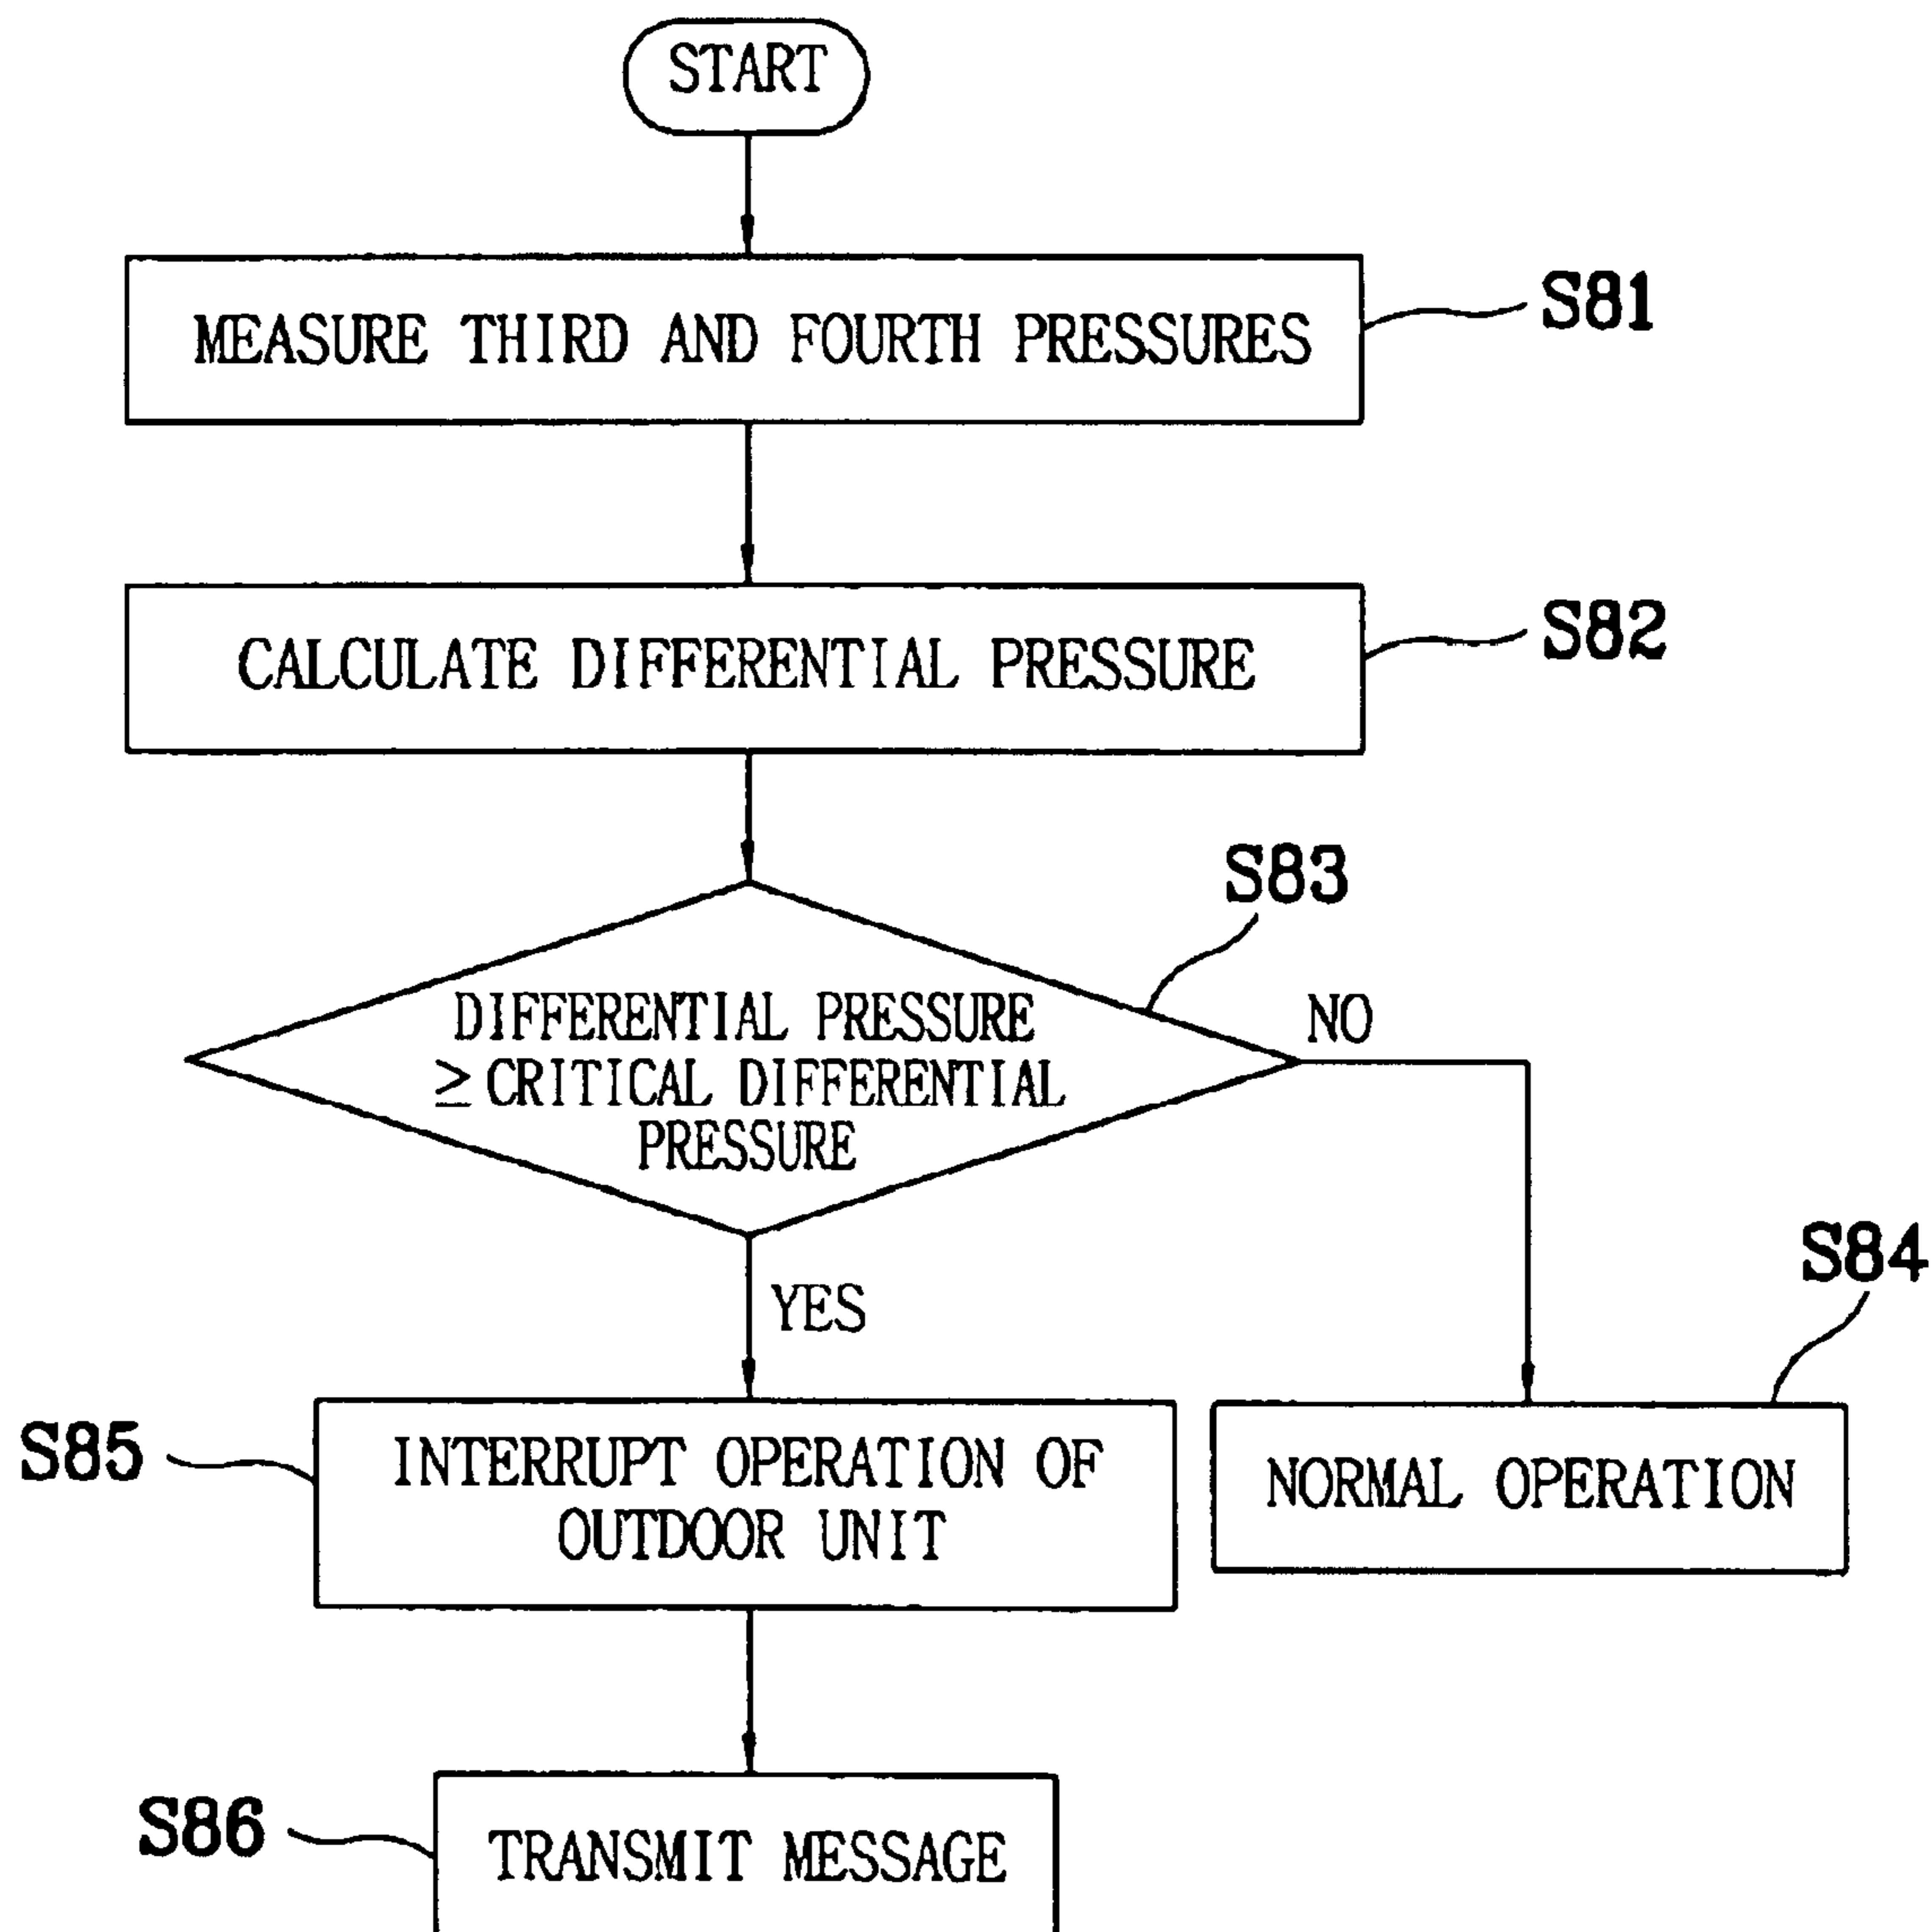 START
MEASURE THIRD AND FOURTH PRESSURES
S81
CALCULATE DIFFERENTIAL PRESSURE
S82
S83
DIFFERENTIAL PRESSURE
≥ CRITICAL DIFFERENTIAL
PRESSURE
NO
YES
S84
S85
INTERRUPT OPERATION OF
OUTDOOR UNIT
NORMAL OPERATION
S86
TRANSMIT MESSAGE